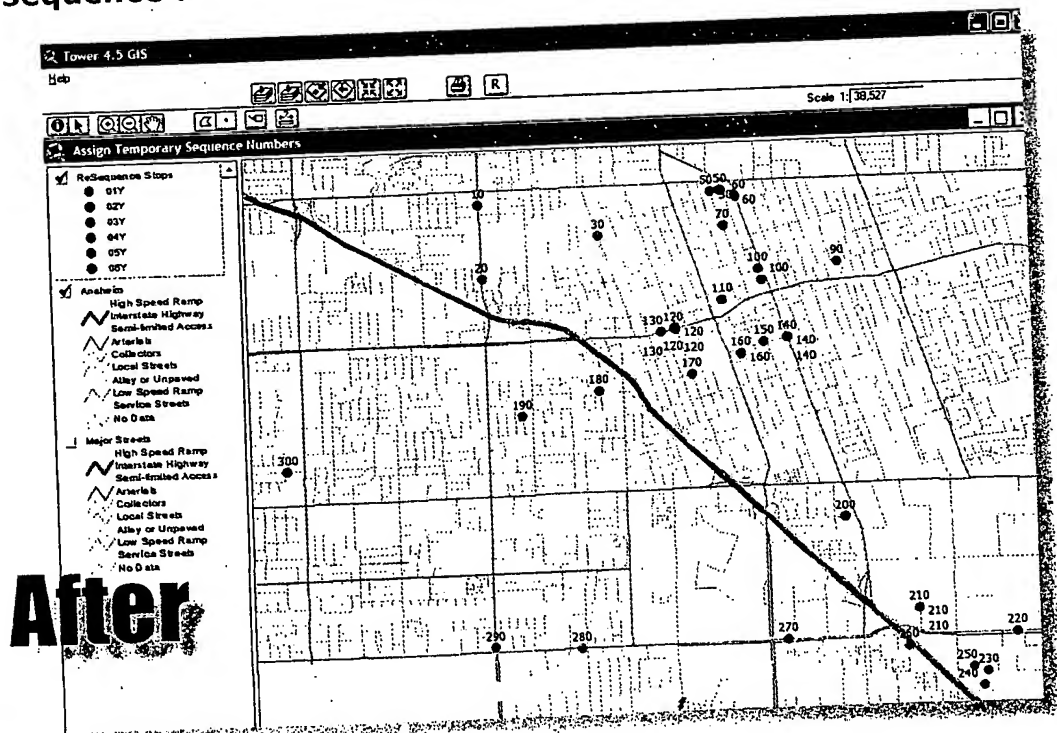 Tower 4.5 GIS
Help
R
Scale 1: 38,527
Assign Temporary Sequence Numbers
ReSequence Stops
01Y
02Y
03Y
04Y
05Y
06Y
Anaheim
High Speed Ramp
Interstate Highway
Semi-limited Access
Arterials
Collectors
Local Streets
Alley or Unpaved
Low Speed Ramp
Service Streets
No Data
Major Streets
High Speed Ramp
Interstate Highway
Semi-limited Access
Arterials
Collectors
Local Streets
Alley or Unpaved
Low Speed Ramp
Service Streets
No Data
After
10
50 50 60
60
70
30
20
100
100
90
110
130 120
120
130 120 120
150 140
140
160
160 140
170
180
190
300
200
210
210
210
220
270
260
290
280
250 230
240